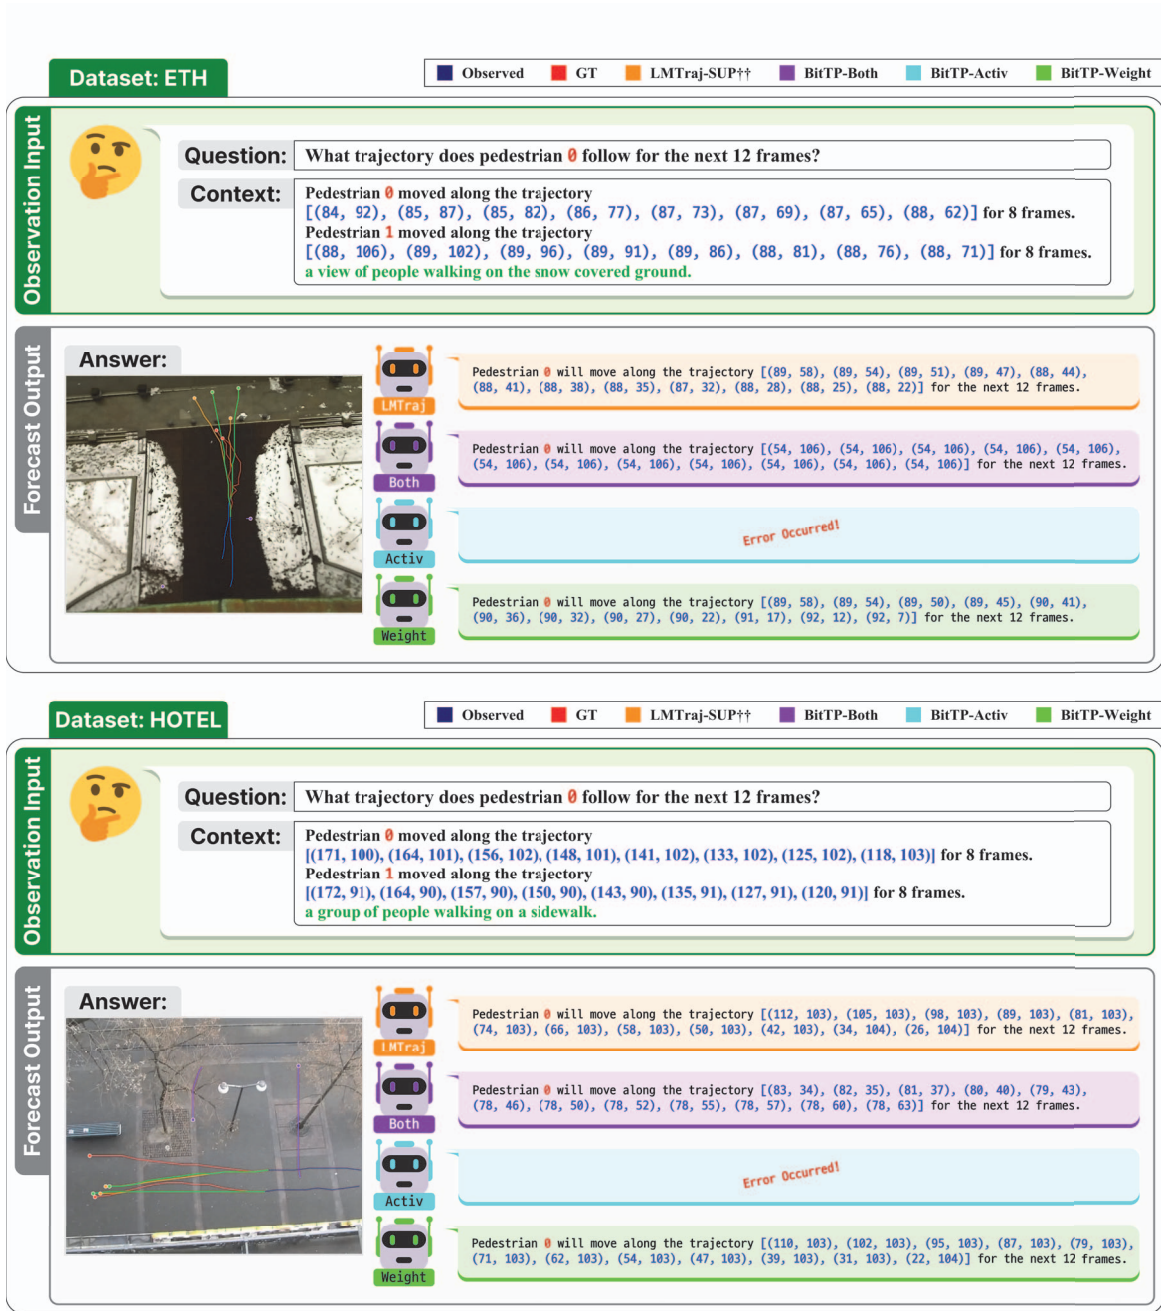 Dataset: ETH
Observed GT LMTraj-SUP†† BitTP-Both BitTP-Activ BitTP-Weight
Observation Input
Question: What trajectory does pedestrian 0 follow for the next 12 frames?
Context: Pedestrian 0 moved along the trajectory
[(84, 92), (85, 87), (85, 82), (86, 77), (87, 73), (87, 69), (87, 65), (88, 62)] for 8 frames.
Pedestrian 1 moved along the trajectory
[(88, 106), (89, 102), (89, 96), (89, 91), (89, 86), (88, 81), (88, 76), (88, 71)] for 8 frames.
a view of people walking on the snow covered ground.
Forecast Output
Answer:
LMTraj
Pedestrian 0 will move along the trajectory [(89, 58), (89, 54), (89, 51), (89, 47), (88, 44),
(88, 41), (88, 38), (88, 35), (87, 32), (88, 28), (88, 25), (88, 22)] for the next 12 frames.
Both
Pedestrian 0 will move along the trajectory [(54, 106), (54, 106), (54, 106), (54, 106), (54, 106),
(54, 106), (54, 106), (54, 106), (54, 106), (54, 106), (54, 106), (54, 106)] for the next 12 frames.
Activ
Error Occurred!
Weight
Pedestrian 0 will move along the trajectory [(89, 58), (89, 54), (89, 50), (89, 45), (90, 41),
(90, 36), (90, 32), (90, 27), (90, 22), (91, 17), (92, 12), (92, 7)] for the next 12 frames.
Dataset: HOTEL
Observed GT LMTraj-SUP†† BitTP-Both BitTP-Activ BitTP-Weight
Observation Input
Question: What trajectory does pedestrian 0 follow for the next 12 frames?
Context: Pedestrian 0 moved along the trajectory
[(171, 100), (164, 101), (156, 102), (148, 101), (141, 102), (133, 102), (125, 102), (118, 103)] for 8 frames.
Pedestrian 1 moved along the trajectory
[(172, 91), (164, 90), (157, 90), (150, 90), (143, 90), (135, 91), (127, 91), (120, 91)] for 8 frames.
a group of people walking on a sidewalk.
Forecast Output
Answer:
LMTraj
Pedestrian 0 will move along the trajectory [(112, 103), (105, 103), (98, 103), (89, 103), (81, 103),
(74, 103), (66, 103), (58, 103), (50, 103), (42, 103), (34, 104), (26, 104)] for the next 12 frames.
Both
Pedestrian 0 will move along the trajectory [(83, 34), (82, 35), (81, 37), (80, 40), (79, 43),
(78, 46), (78, 50), (78, 52), (78, 55), (78, 57), (78, 60), (78, 63)] for the next 12 frames.
Activ
Error Occurred!
Weight
Pedestrian 0 will move along the trajectory [(110, 103), (102, 103), (95, 103), (87, 103), (79, 103),
(71, 103), (62, 103), (54, 103), (47, 103), (39, 103), (31, 103), (22, 104)] for the next 12 frames.